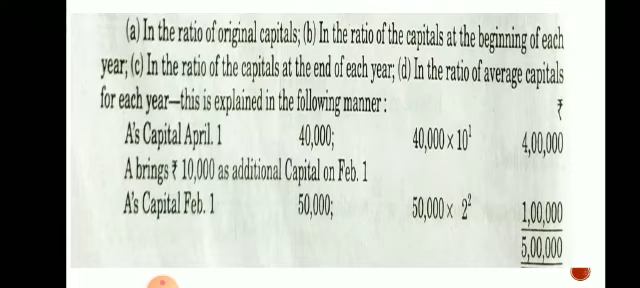 (a) In the ratio of original capitals; (b) In the ratio of the capitals at the beginning of each
year; (c) In the ratio of the capitals at the end of each year; (d) In the ratio of average capitals
for each year—this is explained in the following manner : ₹
A's Capital April. 1 40,000; 40,000 × 10¹ 4,00,000
A brings ₹ 10,000 as additional Capital on Feb. 1
A's Capital Feb. 1 50,000; 50,000 × 2² 1,00,000
5,00,000